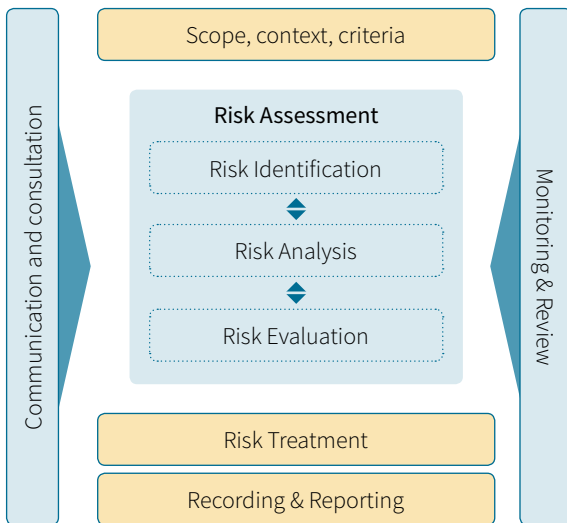 Scope, context, criteria
Communication and consultation
Risk Assessment
Risk Identification
Risk Analysis
Risk Evaluation
Monitoring & Review
Risk Treatment
Recording & Reporting